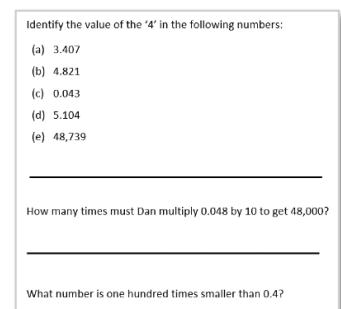 Identify the value of the ‘4’ in the following numbers:
(a) 3.407
(b) 4.821
(c) 0.043
(d) 5.104
(e) 48,739
How many times must Dan multiply 0.048 by 10 to get 48,000?
What number is one hundred times smaller than 0.4?